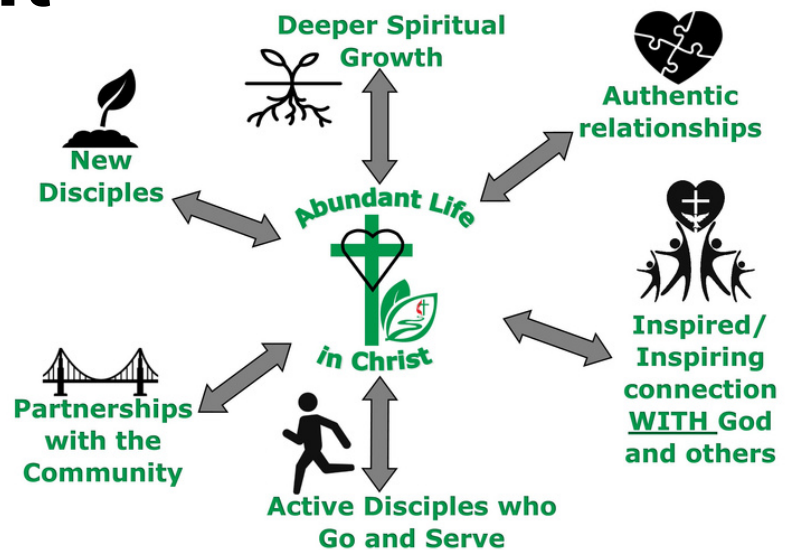 Deeper Spiritual
Growth
Authentic
relationships
New
Disciples
Abundant Life
in Christ
Inspired/
Inspiring
connection
WITH God
and others
Partnerships
with the
Community
Active Disciples who
Go and Serve